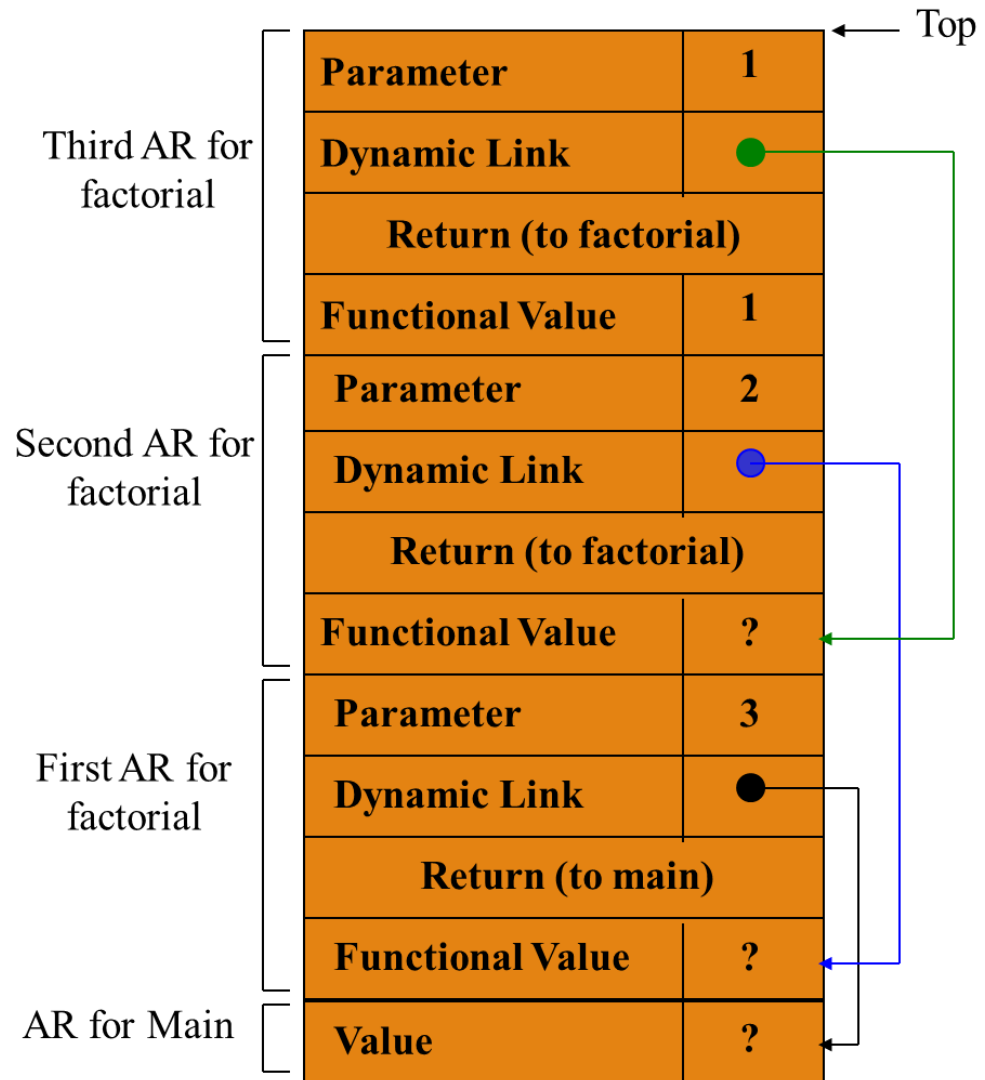 Top
Third AR for
factorial
Parameter 1
Dynamic Link
Return (to factorial)
Functional Value 1
Second AR for
factorial
Parameter 2
Dynamic Link
Return (to factorial)
Functional Value ?
First AR for
factorial
Parameter 3
Dynamic Link
Return (to main)
Functional Value ?
AR for Main
Value ?